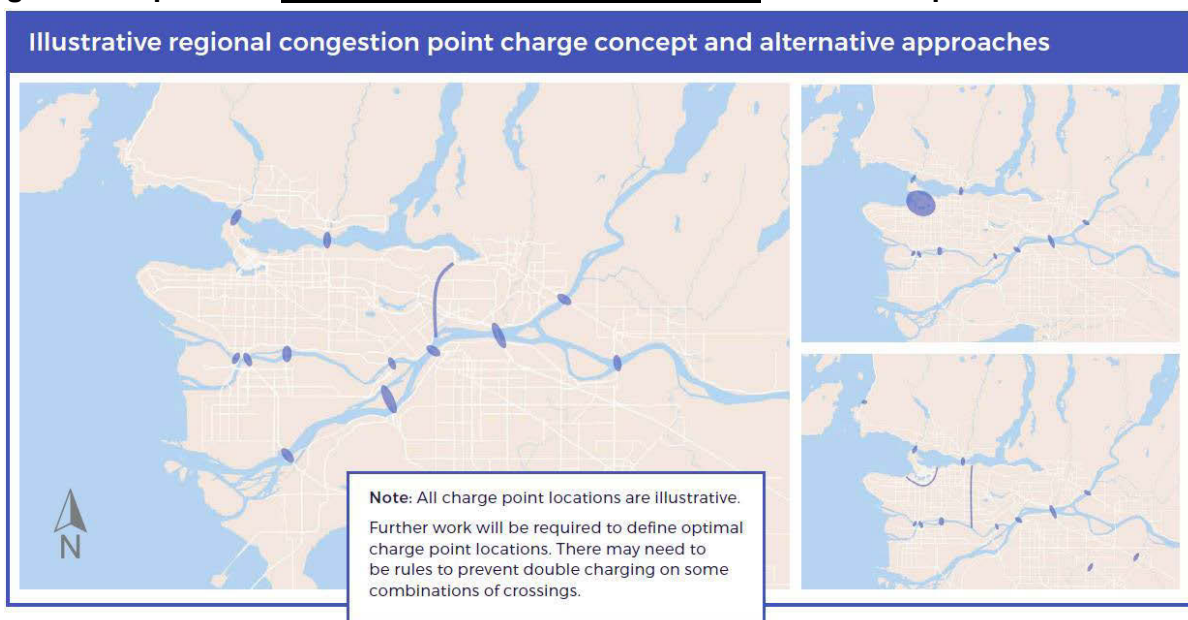 Illustrative regional congestion point charge concept and alternative approaches
N
Note: All charge point locations are illustrative.
Further work will be required to define optimal
charge point locations. There may need to
be rules to prevent double charging on some
combinations of crossings.